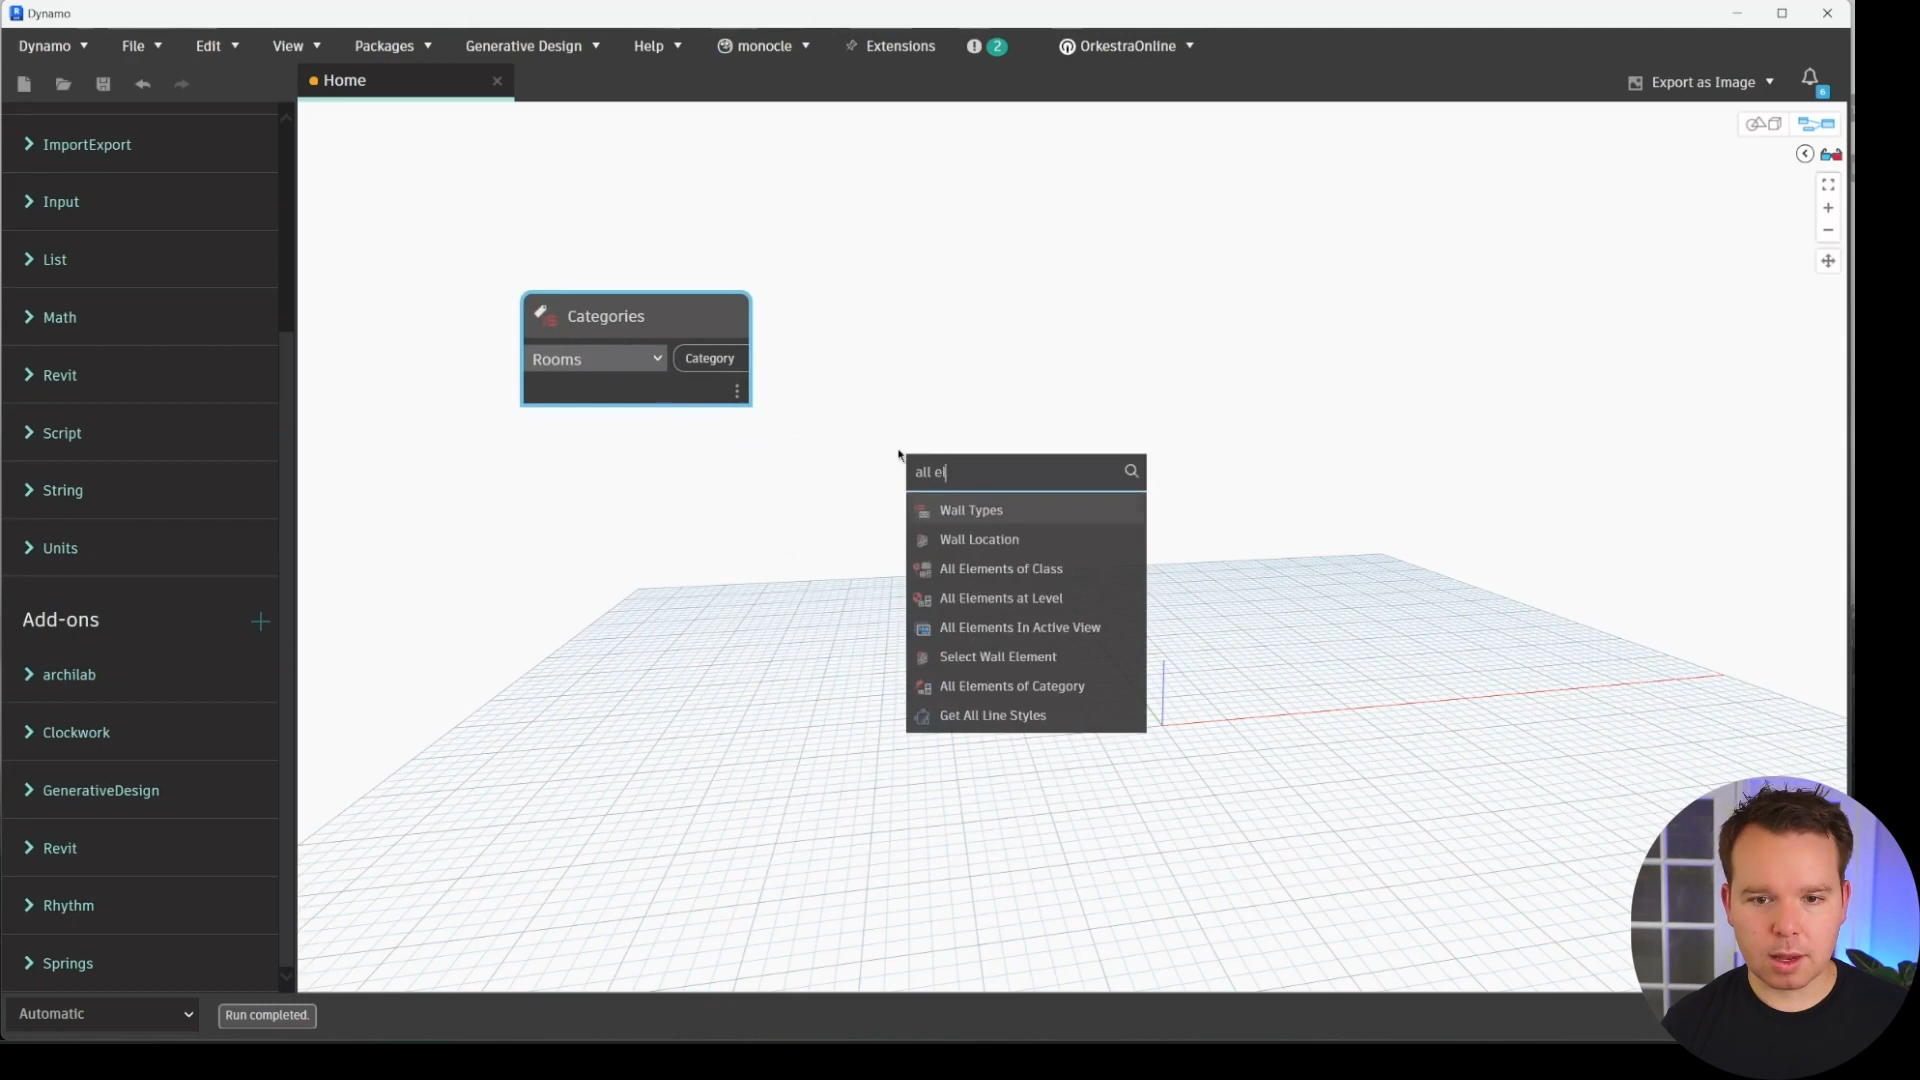 Dynamo
Dynamo File Edit View Packages Generative Design Help monocle Extensions 2 OrkestraOnline
Home
Export as Image
6
ImportExport
Input
List
Math
Revit
Script
String
Units
Add-ons
archilab
Clockwork
GenerativeDesign
Revit
Rhythm
Springs
Categories
Rooms Category
all el
Wall Types
Wall Location
All Elements of Class
All Elements at Level
All Elements In Active View
Select Wall Element
All Elements of Category
Get All Line Styles
Automatic Run completed.